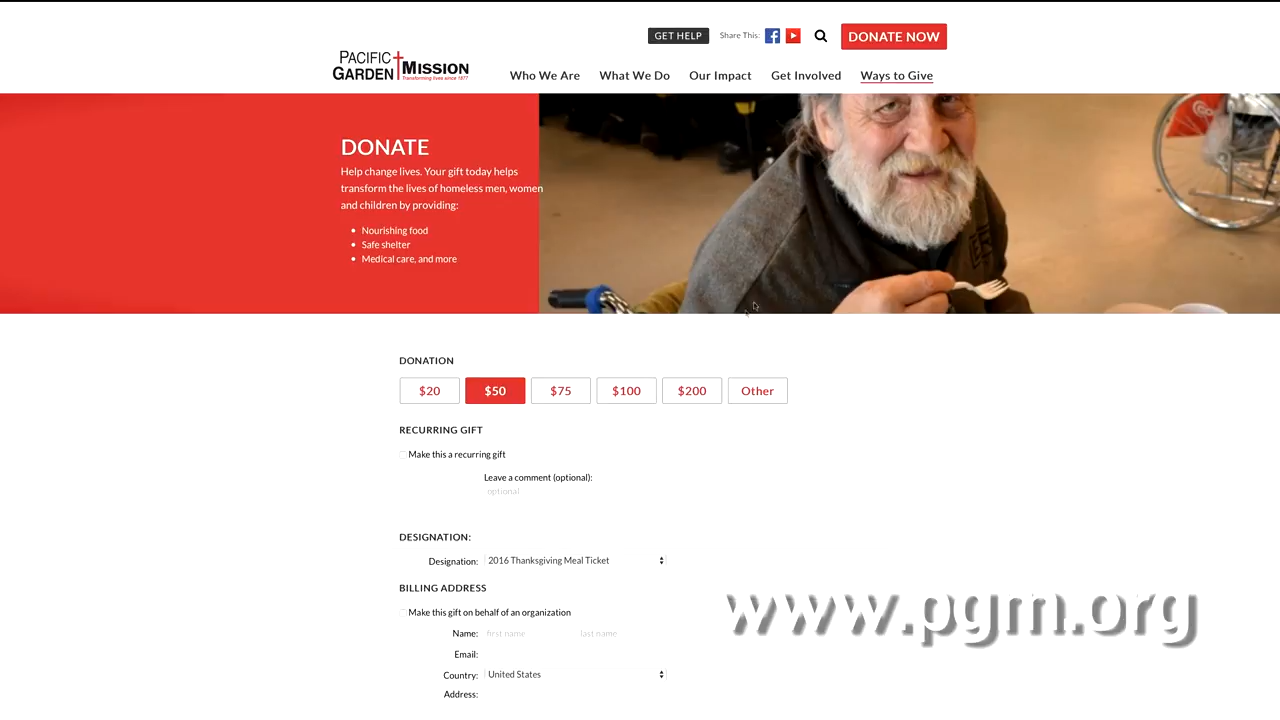 GET HELP
Share This:
DONATE NOW
PACIFIC
GARDEN MISSION
Transforming lives since 1877
Who We Are
What We Do
Our Impact
Get Involved
Ways to Give
DONATE
Help change lives. Your gift today helps
transform the lives of homeless men, women
and children by providing:
• Nourishing food
• Safe shelter
• Medical care, and more
DONATION
$20
$50
$75
$100
$200
Other
RECURRING GIFT
Make this a recurring gift
Leave a comment (optional):
optional
DESIGNATION:
Designation: 2016 Thanksgiving Meal Ticket
BILLING ADDRESS
Make this gift on behalf of an organization
Name: first name last name
Email:
Country: United States
Address:
www.pgm.org